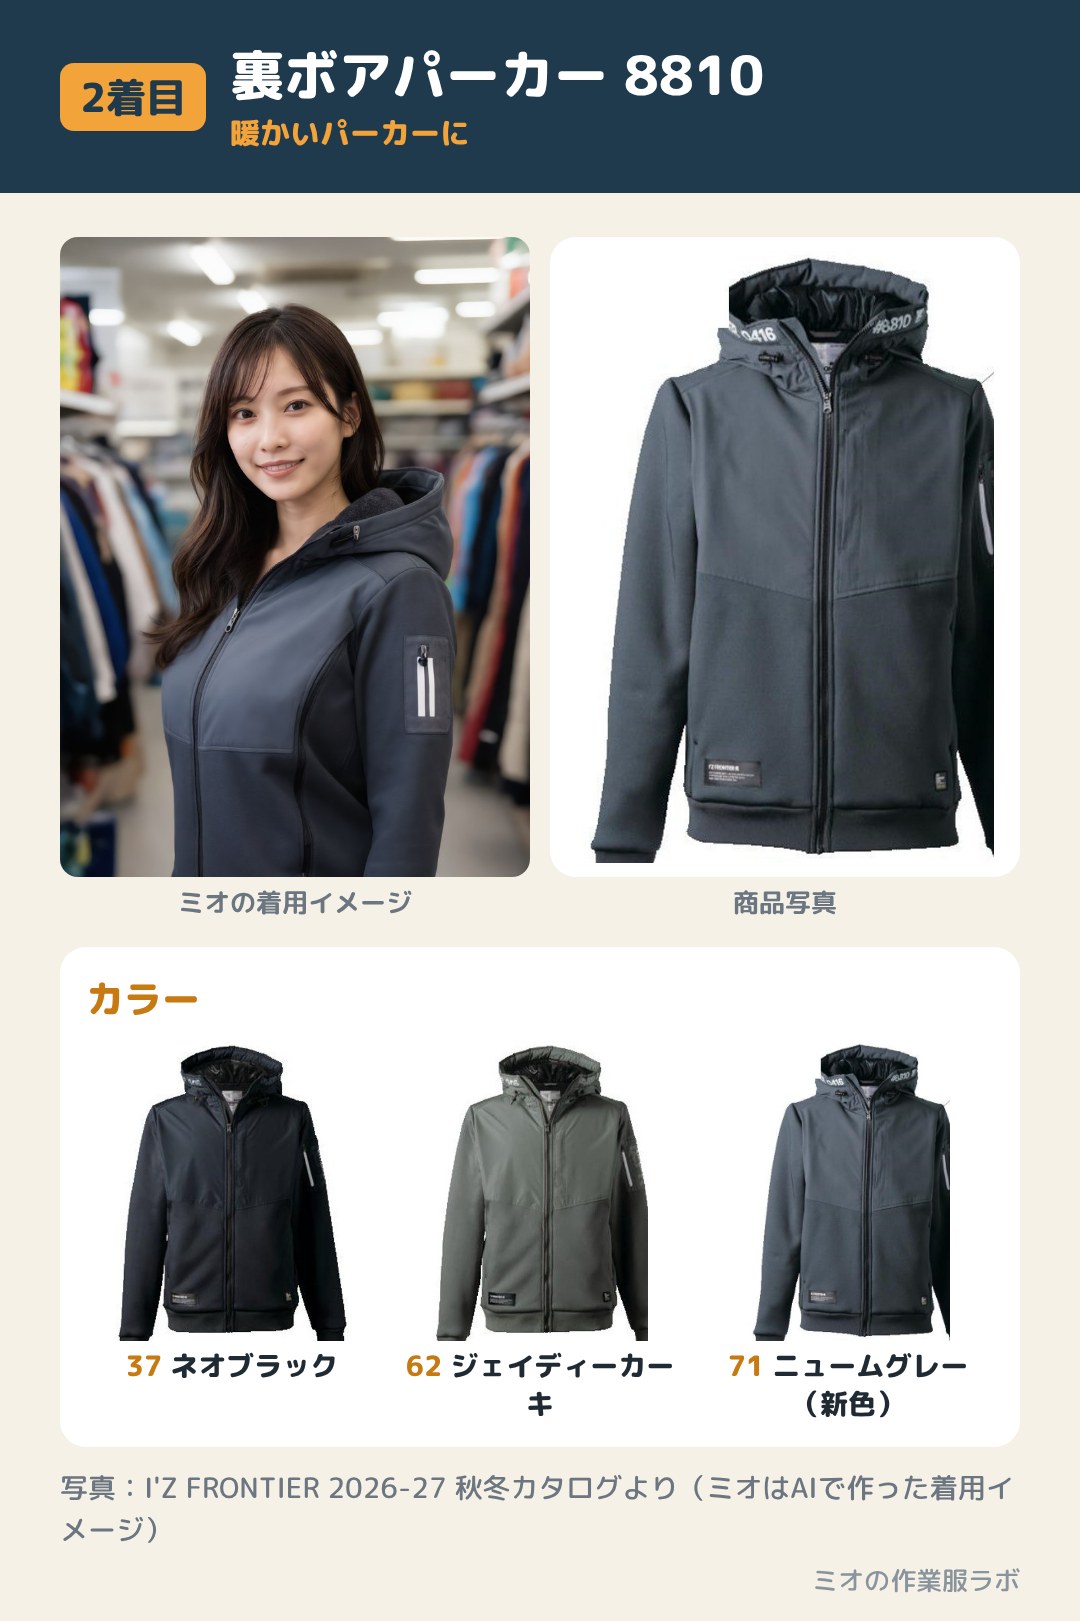 2着目
裏ボアパーカー 8810
暖かいパーカーに
0416
#8810
I'Z FRONTIER
ミオの着用イメージ
商品写真
カラー
0416
#8810
37 ネオブラック
62 ジェイディーカー
キ
71 ニュームグレー
（新色）
写真：I'Z FRONTIER 2026-27 秋冬カタログより（ミオはAIで作った着用イ
メージ）
ミオの作業服ラボ